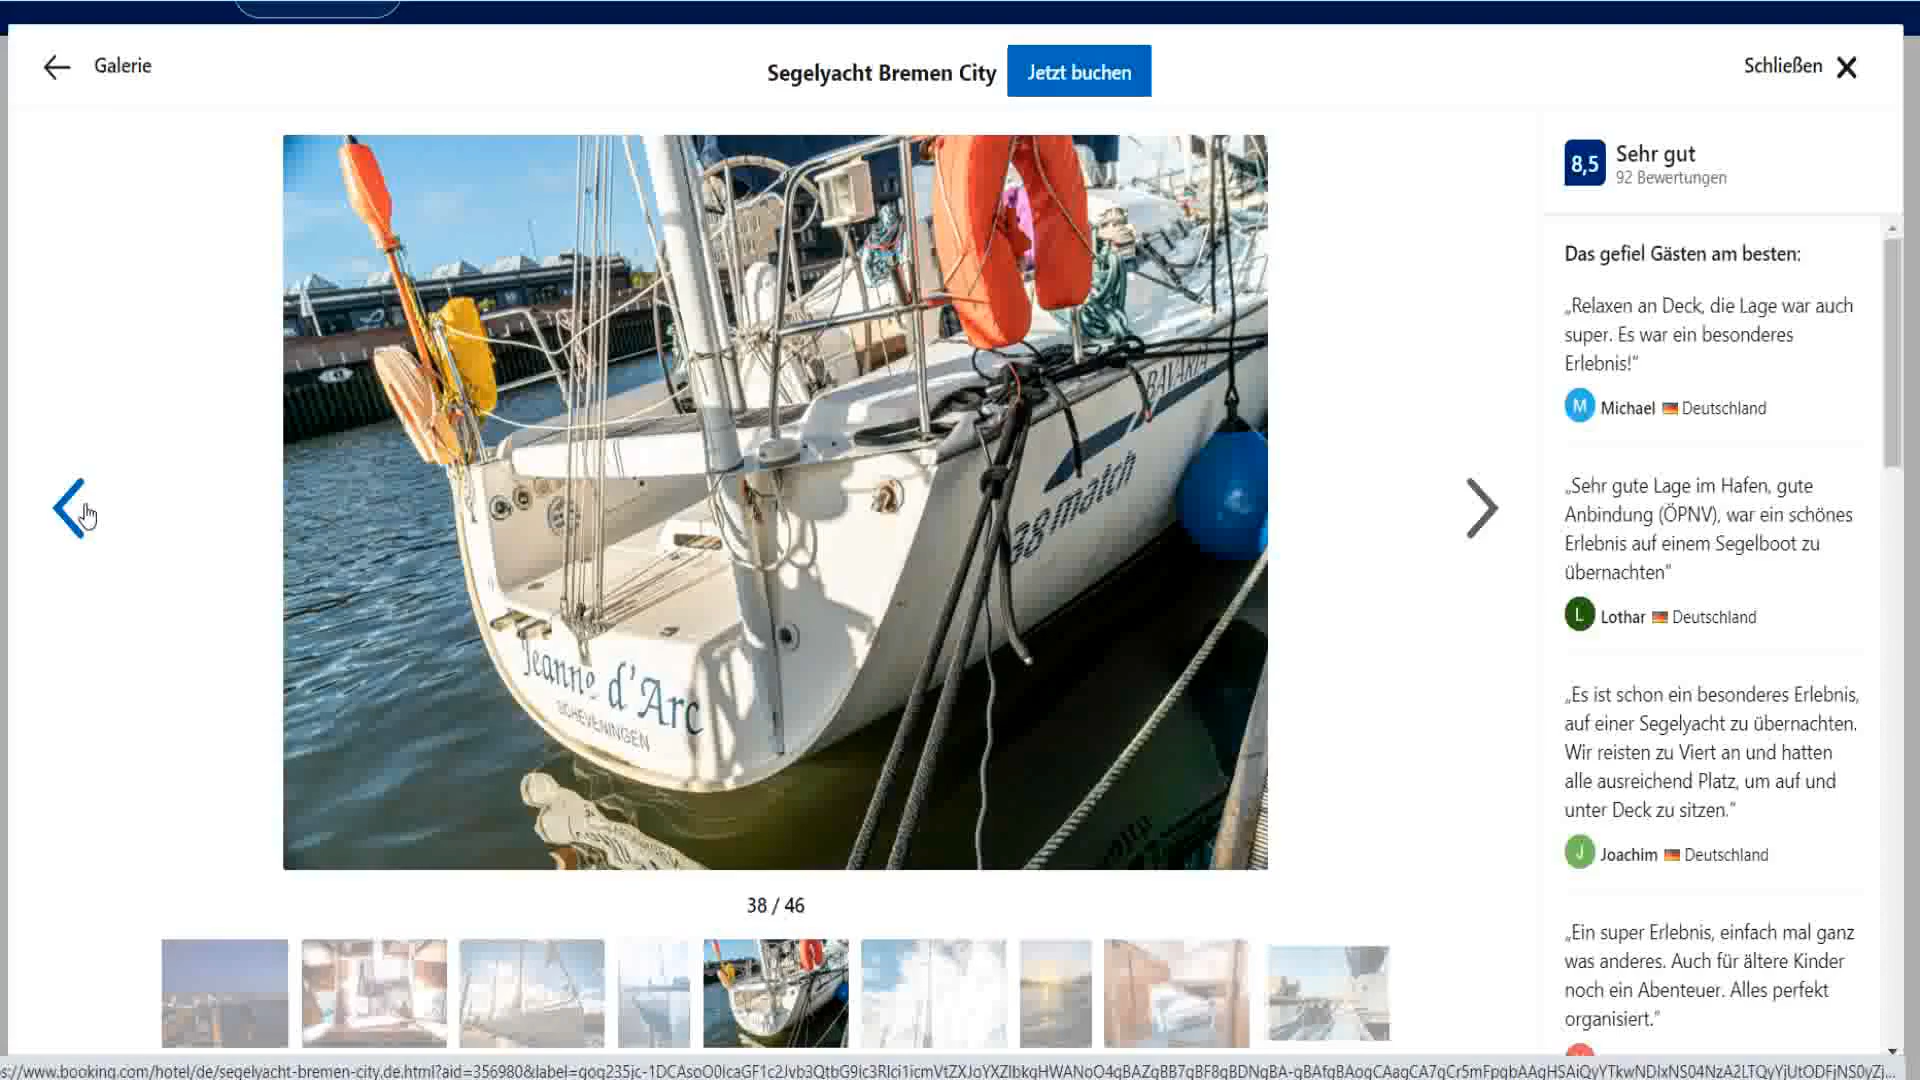 Galerie
Segelyacht Bremen City
Jetzt buchen
Schließen
8,5
Sehr gut
92 Bewertungen
Das gefiel Gästen am besten:
„Relaxen an Deck, die Lage war auch
super. Es war ein besonderes
Erlebnis!“
M
Michael
Deutschland
„Sehr gute Lage im Hafen, gute
Anbindung (ÖPNV), war ein schönes
Erlebnis auf einem Segelboot zu
übernachten“
L
Lothar
Deutschland
„Es ist schon ein besonderes Erlebnis,
auf einer Segelyacht zu übernachten.
Wir reisten zu Viert an und hatten
alle ausreichend Platz, um auf und
unter Deck zu sitzen.“
J
Joachim
Deutschland
„Ein super Erlebnis, einfach mal ganz
was anderes. Auch für ältere Kinder
noch ein Abenteuer. Alles perfekt
organisiert.“
BAVARIA
38 match
Jeanne d'Arc
SCHEVENINGEN
38 / 46